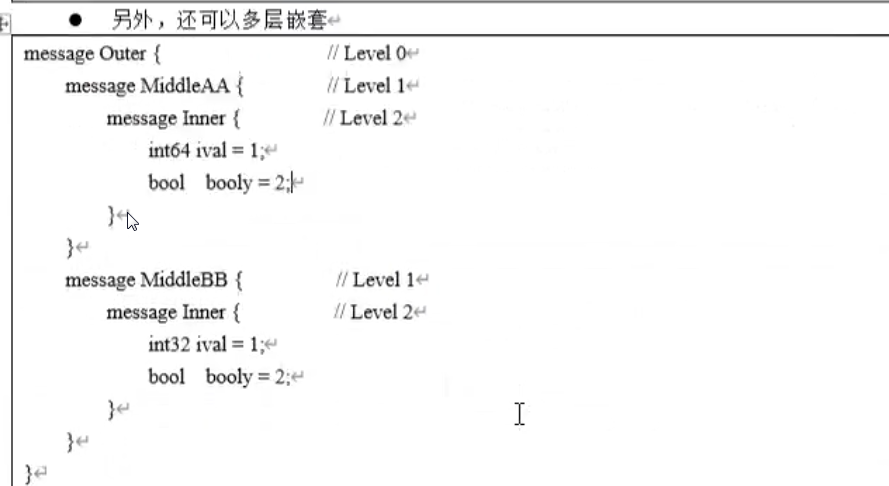 ● 另外，还可以多层嵌套
message Outer { // Level 0
message MiddleAA { // Level 1
message Inner { // Level 2
int64 ival = 1;
bool booly = 2;
}
}
message MiddleBB { // Level 1
message Inner { // Level 2
int32 ival = 1;
bool booly = 2;
}
}
}